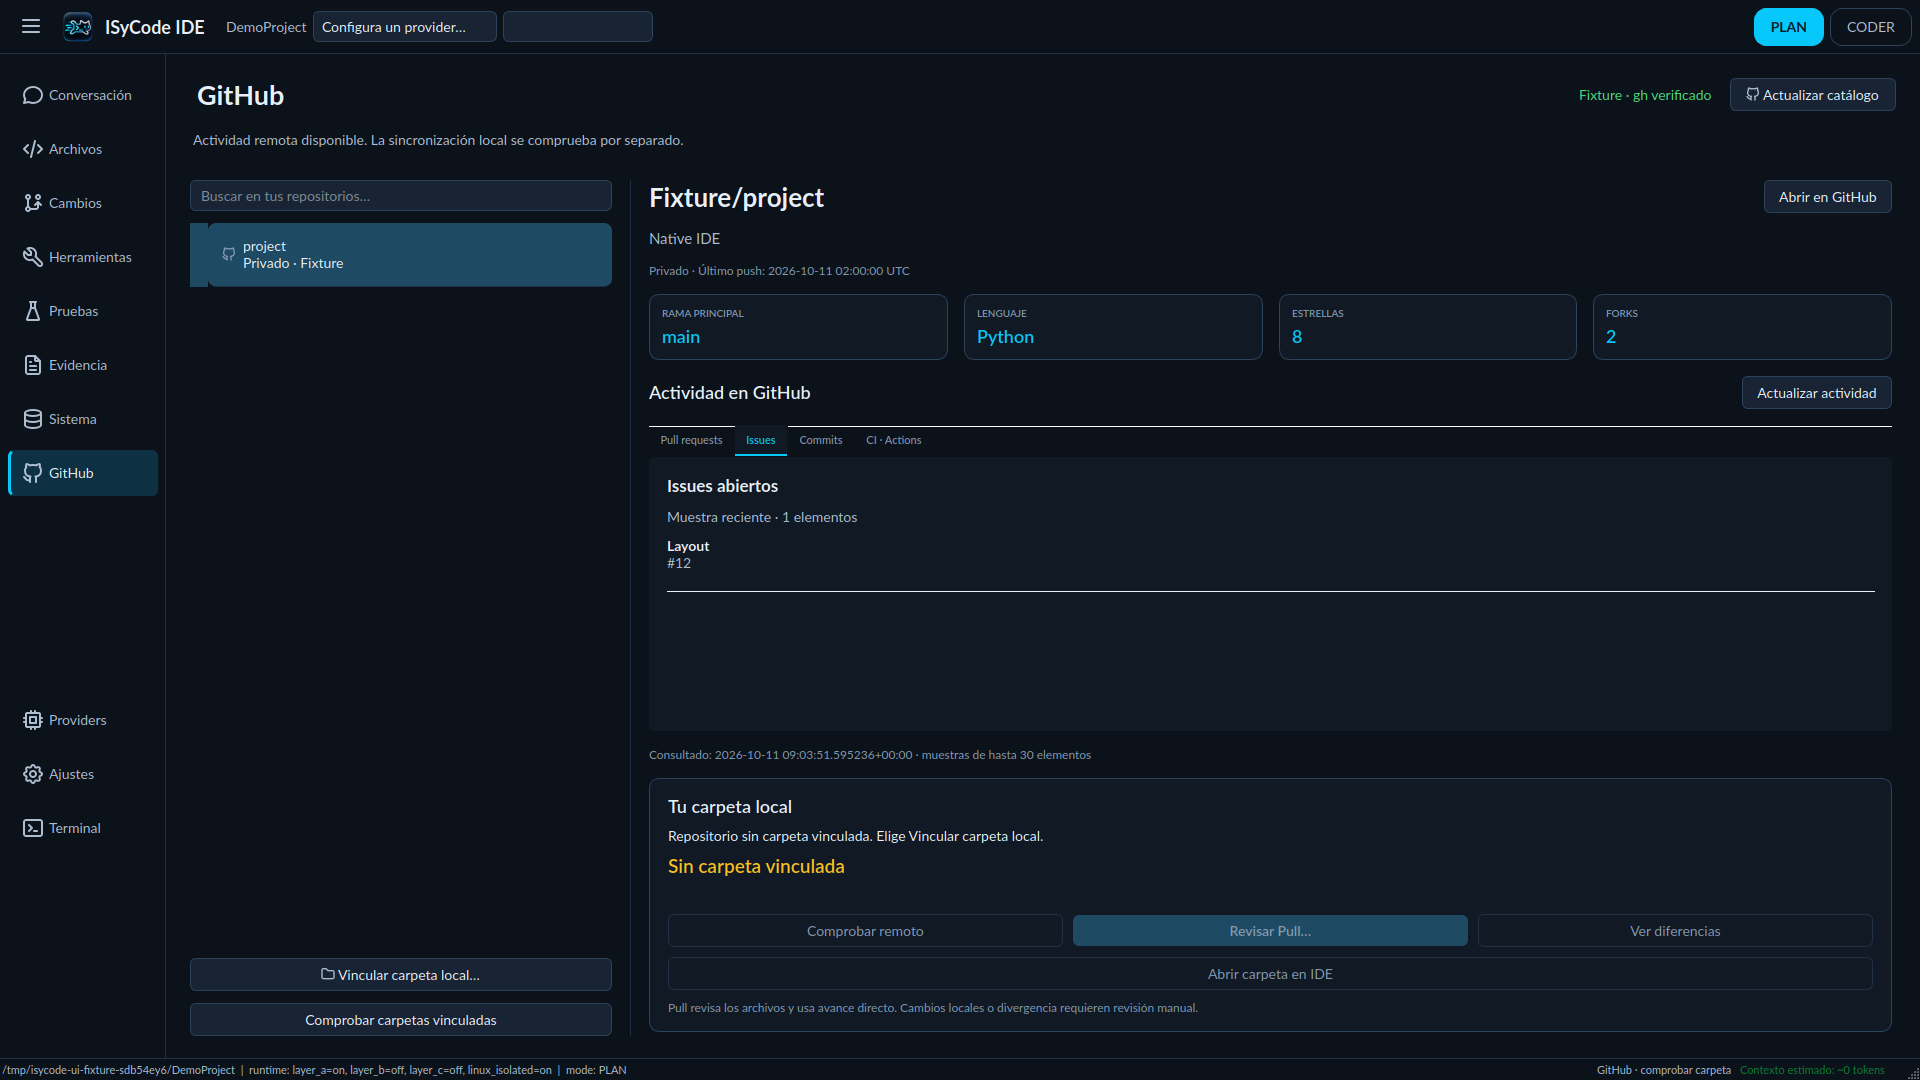 ISyCode IDE
DemoProject
Configura un provider...
PLAN
CODER
Conversación
Archivos
Cambios
Herramientas
Pruebas
Evidencia
Sistema
GitHub
Providers
Ajustes
Terminal
GitHub
Fixture · gh verificado
Actualizar catálogo
Actividad remota disponible. La sincronización local se comprueba por separado.
Buscar en tus repositorios...
project
Privado · Fixture
Vincular carpeta local...
Comprobar carpetas vinculadas
Fixture/project
Abrir en GitHub
Native IDE
Privado · Último push: 2026-10-11 02:00:00 UTC
RAMA PRINCIPAL
main
LENGUAJE
Python
ESTRELLAS
8
FORKS
2
Actividad en GitHub
Actualizar actividad
Pull requests
Issues
Commits
CI · Actions
Issues abiertos
Muestra reciente · 1 elementos
Layout
#12
Consultado: 2026-10-11 09:03:51.595236+00:00 · muestras de hasta 30 elementos
Tu carpeta local
Repositorio sin carpeta vinculada. Elige Vincular carpeta local.
Sin carpeta vinculada
Comprobar remoto
Revisar Pull...
Ver diferencias
Abrir carpeta en IDE
Pull revisa los archivos y usa avance directo. Cambios locales o divergencia requieren revisión manual.
/tmp/isycode-ui-fixture-sdb54ey6/DemoProject | runtime: layer_a=on, layer_b=off, layer_c=off, linux_isolated=on | mode: PLAN
GitHub · comprobar carpeta
Contexto estimado: ~0 tokens